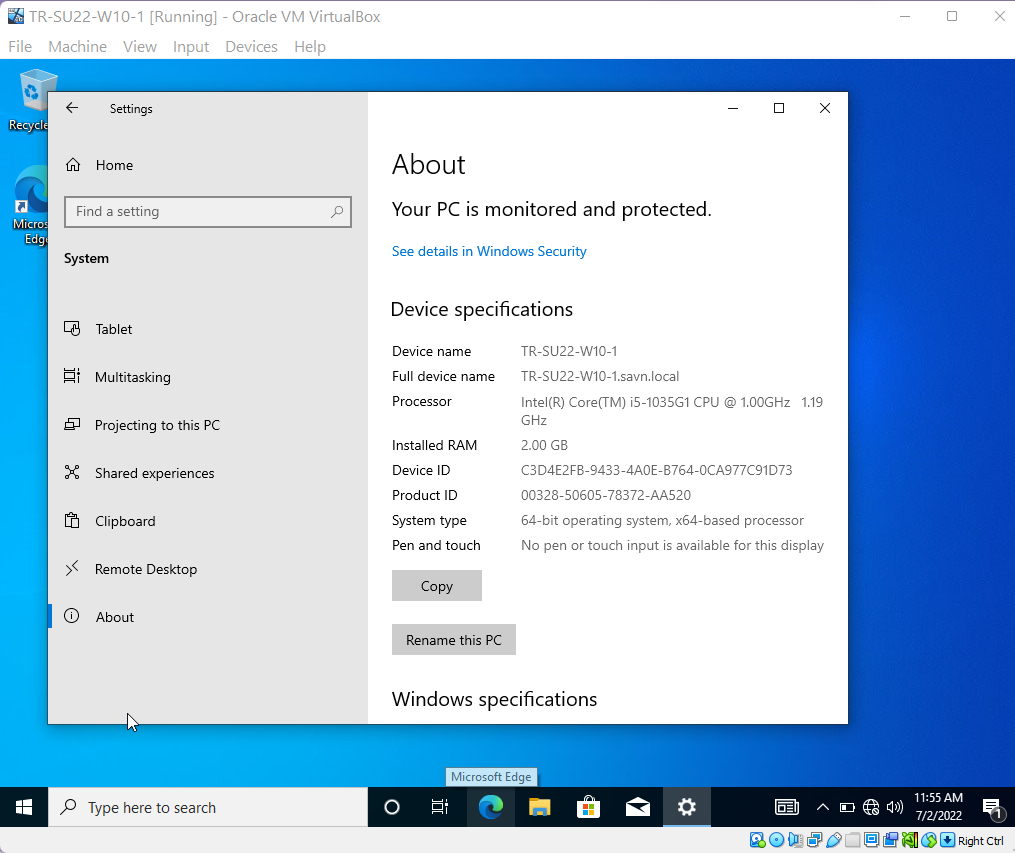 TR-SU22-W10-1 [Running] - Oracle VM VirtualBox
File Machine View Input Devices Help
Recycle
Micros
Edg
Settings
Home
Find a setting
System
Tablet
Multitasking
Projecting to this PC
Shared experiences
Clipboard
Remote Desktop
About
About
Your PC is monitored and protected.
See details in Windows Security
Device specifications
Device name TR-SU22-W10-1
Full device name TR-SU22-W10-1.savn.local
Processor Intel(R) Core(TM) i5-1035G1 CPU @ 1.00GHz 1.19
GHz
Installed RAM 2.00 GB
Device ID C3D4E2FB-9433-4A0E-B764-0CA977C91D73
Product ID 00328-50605-78372-AA520
System type 64-bit operating system, x64-based processor
Pen and touch No pen or touch input is available for this display
Copy
Rename this PC
Windows specifications
Microsoft Edge
Type here to search
11:55 AM
7/2/2022
1
Right Ctrl